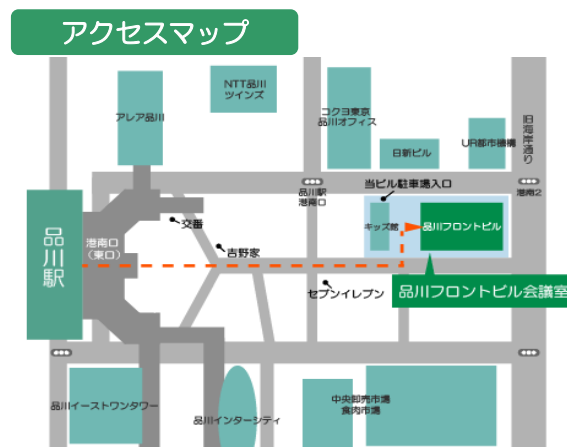 アクセスマップ
NTT品川
ツインズ
アレア品川
コクヨ東京
品川オフィス
日新ビル
UR都市機構
旧海岸通り
当ビル駐車場入口
品川駅
港南口
港南2
交番
キッズ館
品川フロントビル
品川駅
港南口
(東口)
吉野家
セブンイレブン
品川フロントビル会議室
品川イーストワンタワー
品川インターシティ
中央卸売市場
食肉市場